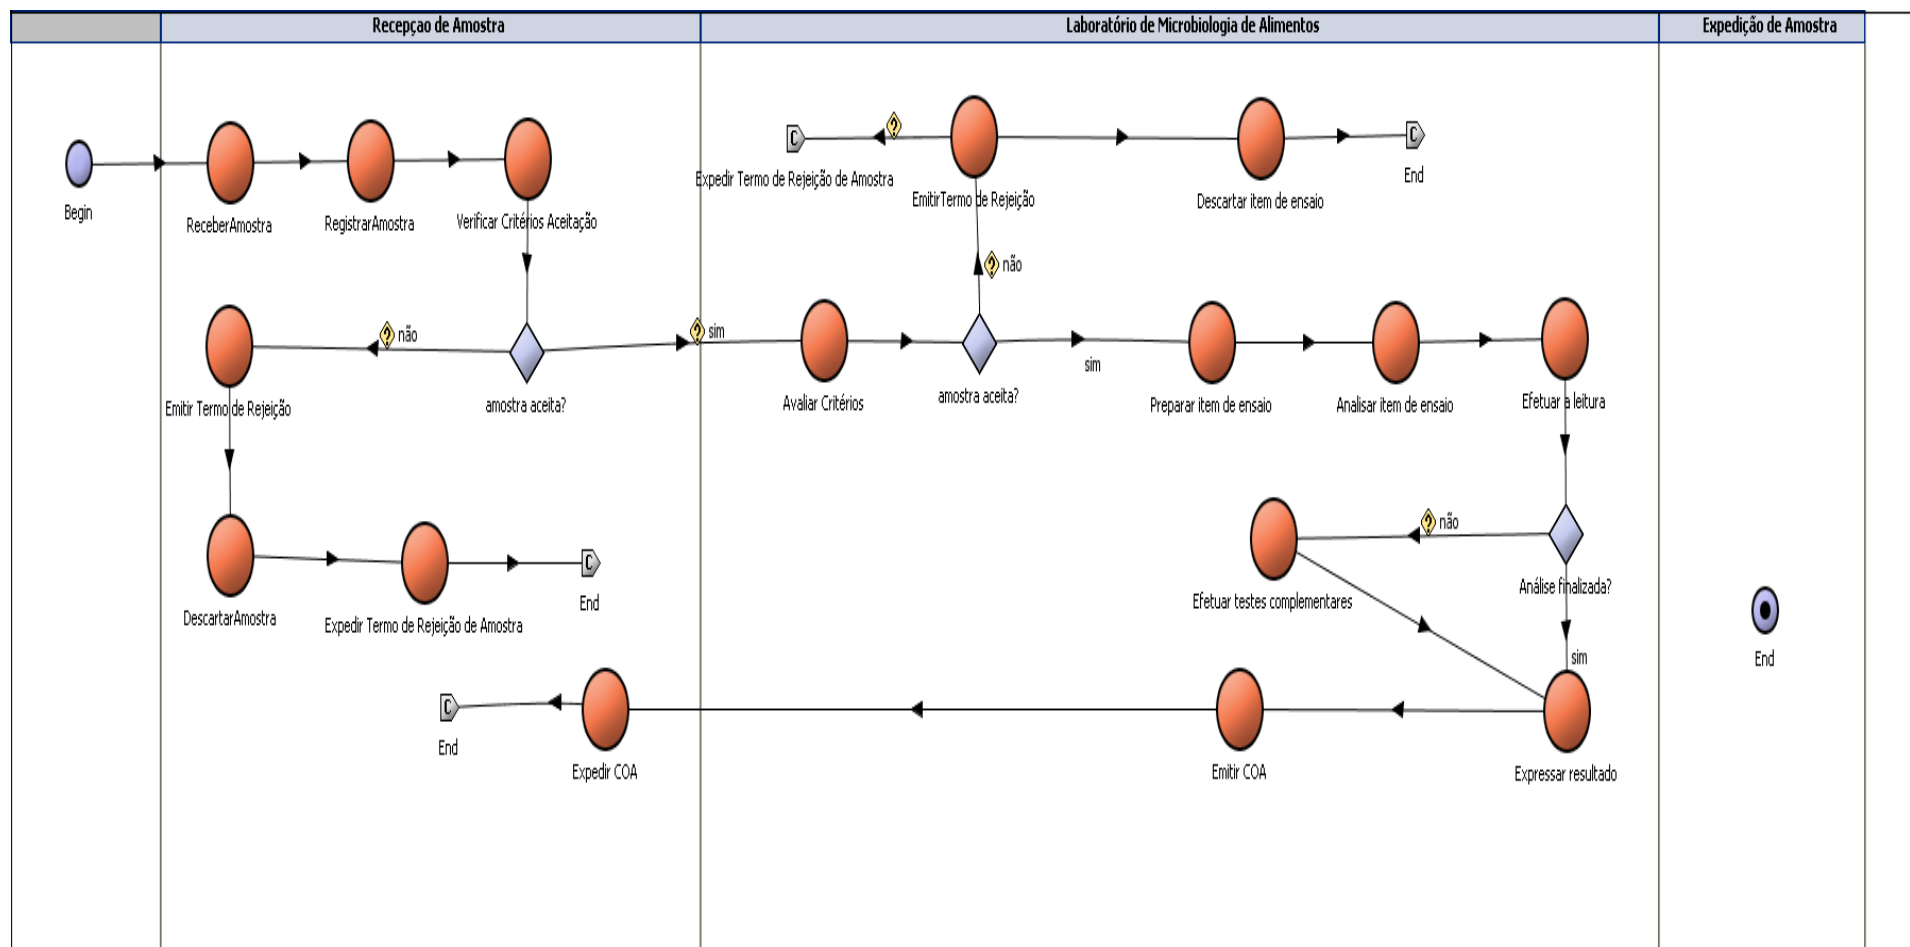 Recepçao de Amostra
Laboratório de Microbiologia de Alimentos
Expedição de Amostra
Begin
ReceberAmostra
RegistrarAmostra
Verificar Critérios Aceitação
C
?
Expedir Termo de Rejeição de Amostra
EmitirTermo de Rejeição
Descartar item de ensaio
C
End
? não
? não
? sim
Emitir Termo de Rejeição
amostra aceita?
Avaliar Critérios
amostra aceita?
sim
Preparar item de ensaio
Analisar item de ensaio
Efetuar a leitura
? não
Efetuar testes complementares
Análise finalizada?
sim
DescartarAmostra
Expedir Termo de Rejeição de Amostra
C
End
End
C
End
Expedir COA
Emitir COA
Expressar resultado